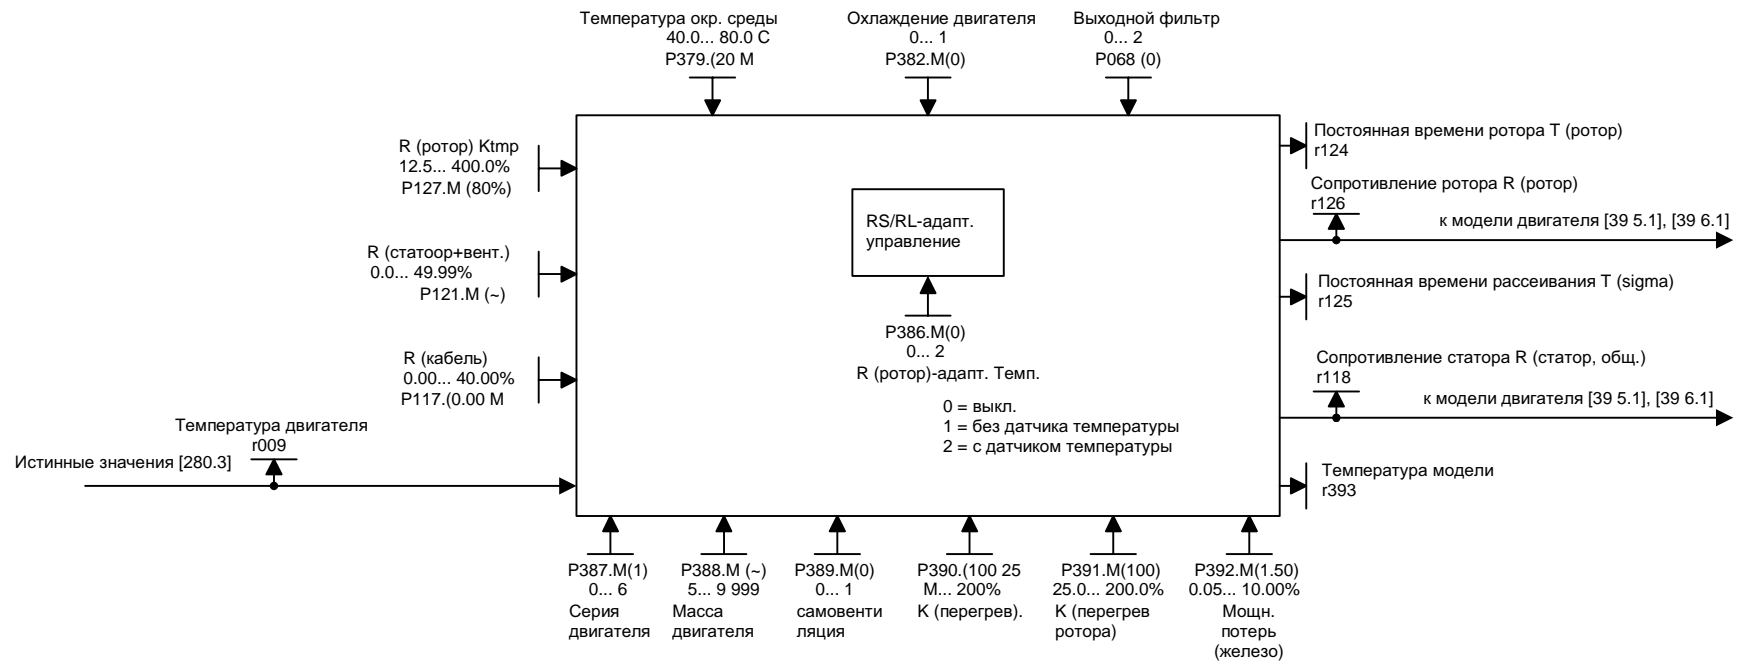 Температура окр. среды
40.0... 80.0 C
P379.(20 M
Охлаждение двигателя
0... 1
P382.M(0)
Выходной фильтр
0... 2
P068 (0)
R (ротор) Ktmp
12.5... 400.0%
P127.M (80%)
R (статоор+вент.)
0.0... 49.99%
P121.M (~)
R (кабель)
0.00... 40.00%
P117.(0.00 M
Температура двигателя
r009
Истинные значения [280.3]
RS/RL-адапт.
управление
P386.M(0)
0... 2
R (ротор)-адапт. Темп.
0 = выкл.
1 = без датчика температуры
2 = с датчиком температуры
Постоянная времени ротора T (ротор)
r124
Сопротивление ротора R (ротор)
r126
к модели двигателя [39 5.1], [39 6.1]
Постоянная времени рассеивания T (sigma)
r125
Сопротивление статора R (статор, общ.)
r118
к модели двигателя [39 5.1], [39 6.1]
Температура модели
r393
P387.M(1)
0... 6
Серия
двигателя
P388.M (~)
5... 9 999
Масса
двигателя
P389.M(0)
0... 1
самовенти
ляция
P390.(100 25
M... 200%
K (перегрев).
P391.M(100)
25.0... 200.0%
K (перегрев
ротора)
P392.M(1.50)
0.05... 10.00%
Мощн.
потерь
(железо)